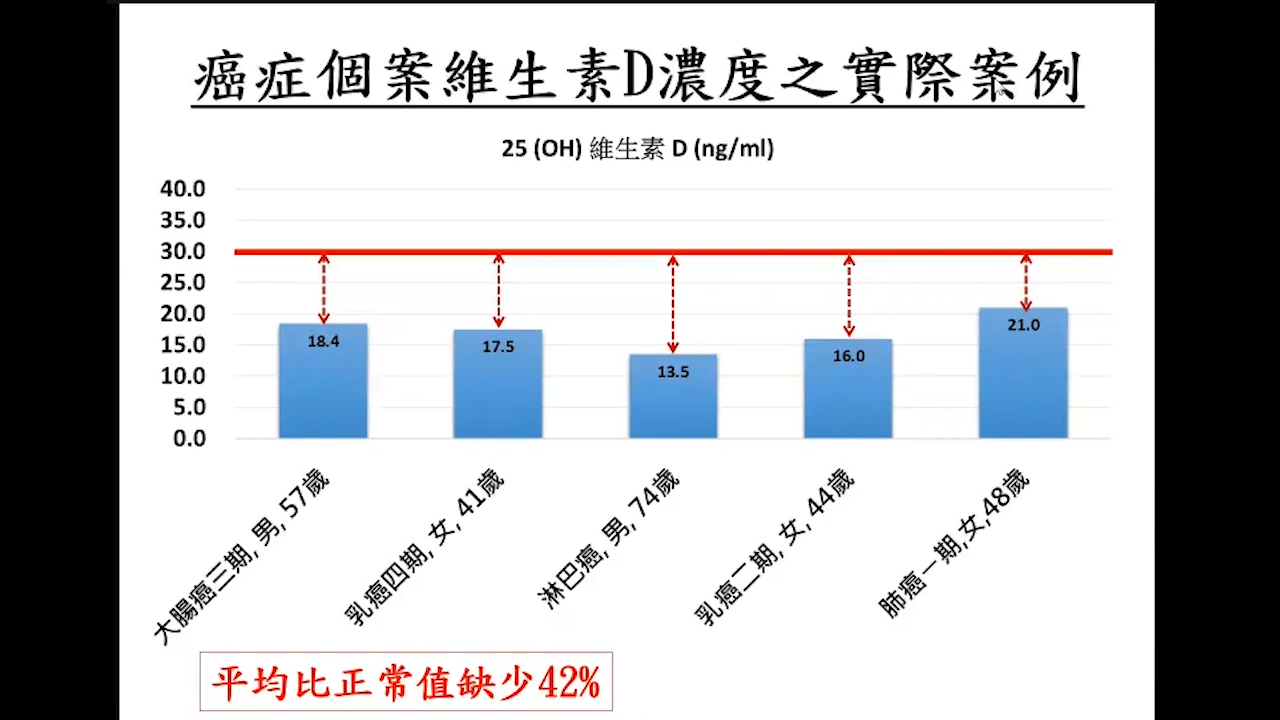 癌症個案維生素D濃度之實際案例
25 (OH) 維生素 D (ng/ml)
40.0
35.0
30.0
25.0
20.0
15.0
10.0
5.0
0.0
18.4
17.5
13.5
16.0
21.0
大腸癌三期, 男, 57歲
乳癌四期, 女, 41歲
淋巴癌, 男, 74歲
乳癌二期, 女, 44歲
肺癌一期,女,48歲
平均比正常值缺少42%